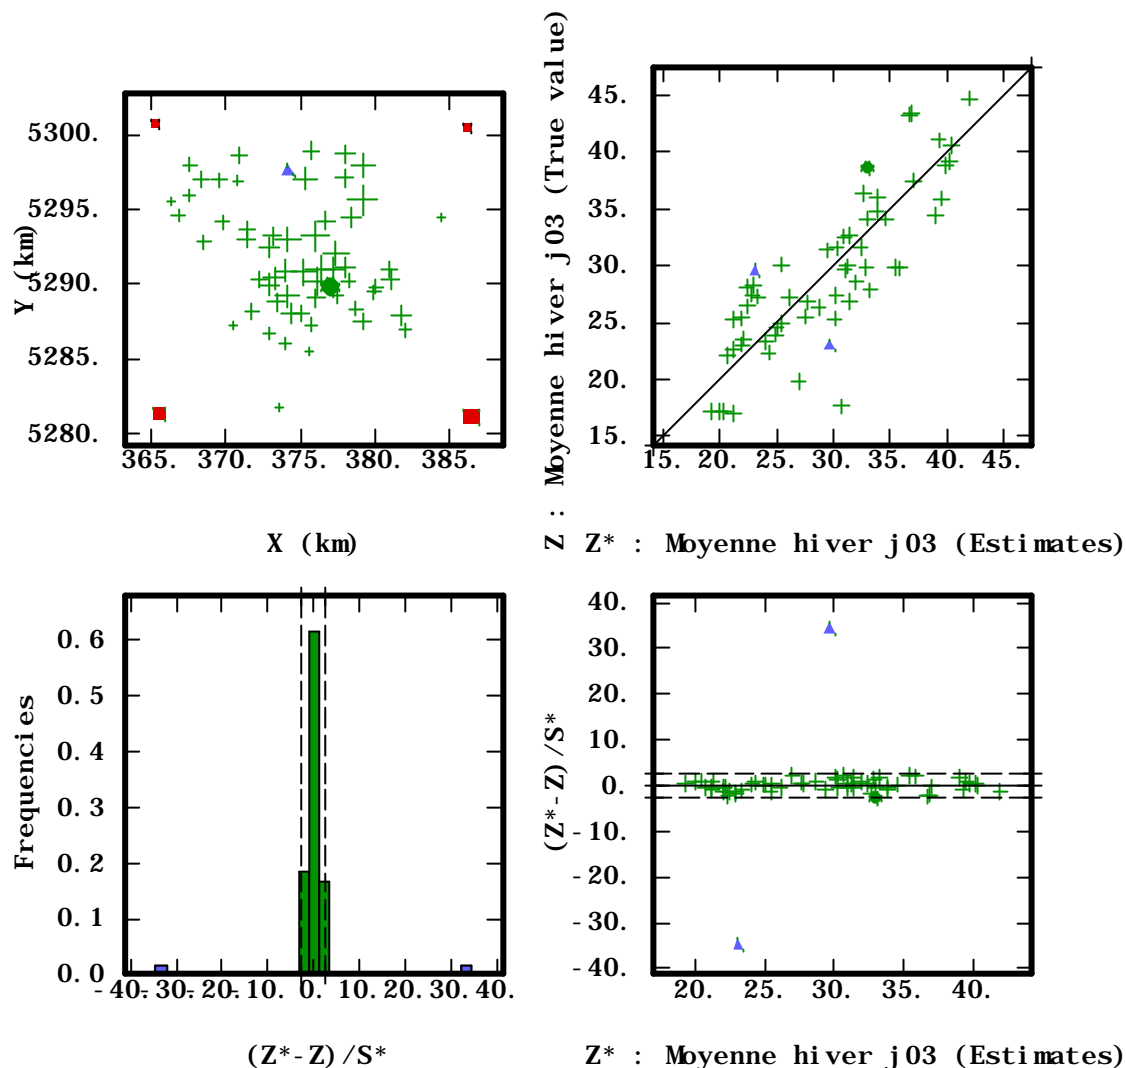 5300.
5295.
5290.
5285.
5280.
365. 370. 375. 380. 385.
Y (km)
X (km)
45.
40.
35.
30.
25.
20.
15.
15. 20. 25. 30. 35. 40. 45.
Z : Moyenne hiver j03 (True value)
Z* : Moyenne hiver j03 (Estimates)
0.6
0.5
0.4
0.3
0.2
0.1
0.0
-40. -30. -20. -10. 0. 10. 20. 30. 40.
Frequencies
(Z*-Z)/S*
40.
30.
20.
10.
0.
-10.
-20.
-30.
-40.
20. 25. 30. 35. 40.
(Z*-Z)/S*
Z* : Moyenne hiver j03 (Estimates)